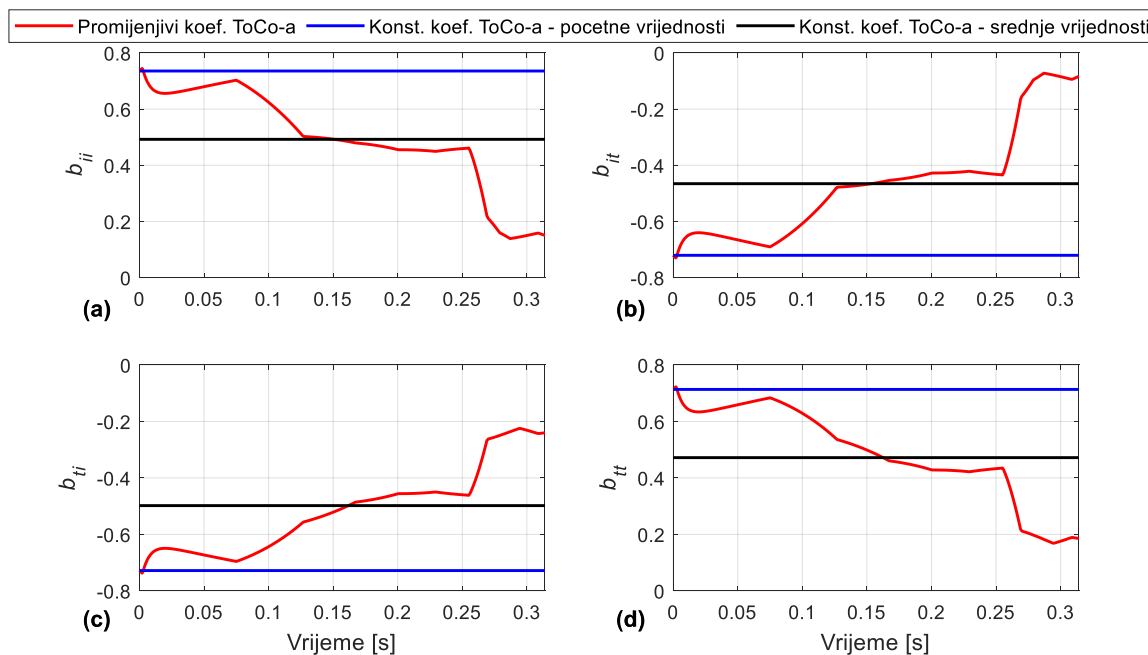 Promijenjivi koef. ToCo-a Konst. koef. ToCo-a - pocetne vrijednosti Konst. koef. ToCo-a - srednje vrijednosti
0.8
0.6
0.4
0.2
0
b_ii
0 0.05 0.1 0.15 0.2 0.25 0.3
(a)
0
-0.2
-0.4
-0.6
-0.8
b_it
0 0.05 0.1 0.15 0.2 0.25 0.3
(b)
0
-0.2
-0.4
-0.6
-0.8
b_ti
0 0.05 0.1 0.15 0.2 0.25 0.3
(c)
Vrijeme [s]
0.8
0.6
0.4
0.2
0
b_tt
0 0.05 0.1 0.15 0.2 0.25 0.3
(d)
Vrijeme [s]